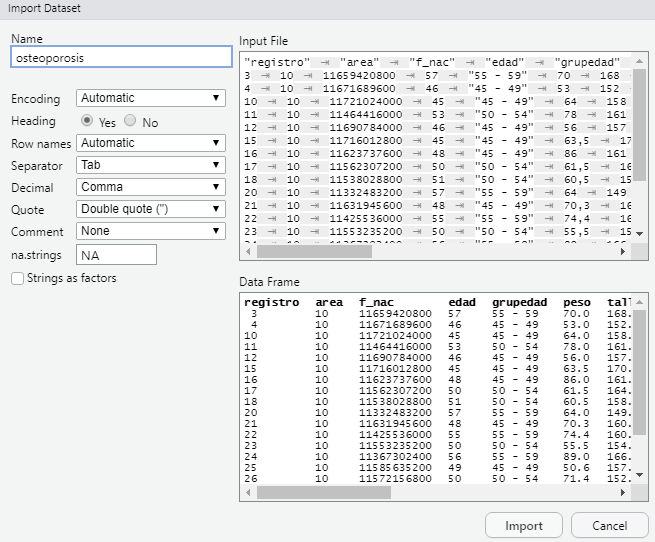 Import Dataset
Name
osteoporosis
Encoding Automatic
Heading Yes No
Row names Automatic
Separator Tab
Decimal Comma
Quote Double quote (")
Comment None
na.strings NA
Strings as factors
Input File
"registro" ⇥ "area" ⇥ "f_nac" ⇥ "edad" ⇥ "grupedad"
3 ⇥ 10 ⇥ 11659420800 ⇥ 57 ⇥ "55 - 59" ⇥ 70 ⇥ 168
4 ⇥ 10 ⇥ 11671689600 ⇥ 46 ⇥ "45 - 49" ⇥ 53 ⇥ 152
10 ⇥ 10 ⇥ 11721024000 ⇥ 45 ⇥ "45 - 49" ⇥ 64 ⇥ 158
11 ⇥ 10 ⇥ 11464416000 ⇥ 53 ⇥ "50 - 54" ⇥ 78 ⇥ 161
12 ⇥ 10 ⇥ 11690784000 ⇥ 46 ⇥ "45 - 49" ⇥ 56 ⇥ 157
15 ⇥ 10 ⇥ 11716012800 ⇥ 45 ⇥ "45 - 49" ⇥ 63,5 ⇥ 17
16 ⇥ 10 ⇥ 11623737600 ⇥ 48 ⇥ "45 - 49" ⇥ 86 ⇥ 161
17 ⇥ 10 ⇥ 11562307200 ⇥ 50 ⇥ "50 - 54" ⇥ 61,5 ⇥ 16
18 ⇥ 10 ⇥ 11538028800 ⇥ 51 ⇥ "50 - 54" ⇥ 60,5 ⇥ 15
20 ⇥ 10 ⇥ 11332483200 ⇥ 57 ⇥ "55 - 59" ⇥ 64 ⇥ 149
21 ⇥ 10 ⇥ 11631945600 ⇥ 48 ⇥ "45 - 49" ⇥ 70,3 ⇥ 16
22 ⇥ 10 ⇥ 11425536000 ⇥ 55 ⇥ "55 - 59" ⇥ 74,4 ⇥ 16
23 ⇥ 10 ⇥ 11553235200 ⇥ 50 ⇥ "50 - 54" ⇥ 55,5 ⇥ 15
Data Frame
registro area f_nac edad grupedad peso tall
3 10 11659420800 57 55 - 59 70.0 168.
4 10 11671689600 46 45 - 49 53.0 152.
10 10 11721024000 45 45 - 49 64.0 158.
11 10 11464416000 53 50 - 54 78.0 161.
12 10 11690784000 46 45 - 49 56.0 157.
15 10 11716012800 45 45 - 49 63.5 170.
16 10 11623737600 48 45 - 49 86.0 161.
17 10 11562307200 50 50 - 54 61.5 164.
18 10 11538028800 51 50 - 54 60.5 158.
20 10 11332483200 57 55 - 59 64.0 149.
21 10 11631945600 48 45 - 49 70.3 160.
22 10 11425536000 55 55 - 59 74.4 160.
23 10 11553235200 50 50 - 54 55.5 154.
24 10 11367302400 56 55 - 59 89.0 166.
25 10 11585635200 49 45 - 49 50.6 157.
26 10 11572156800 50 50 - 54 71.4 152.
Import Cancel